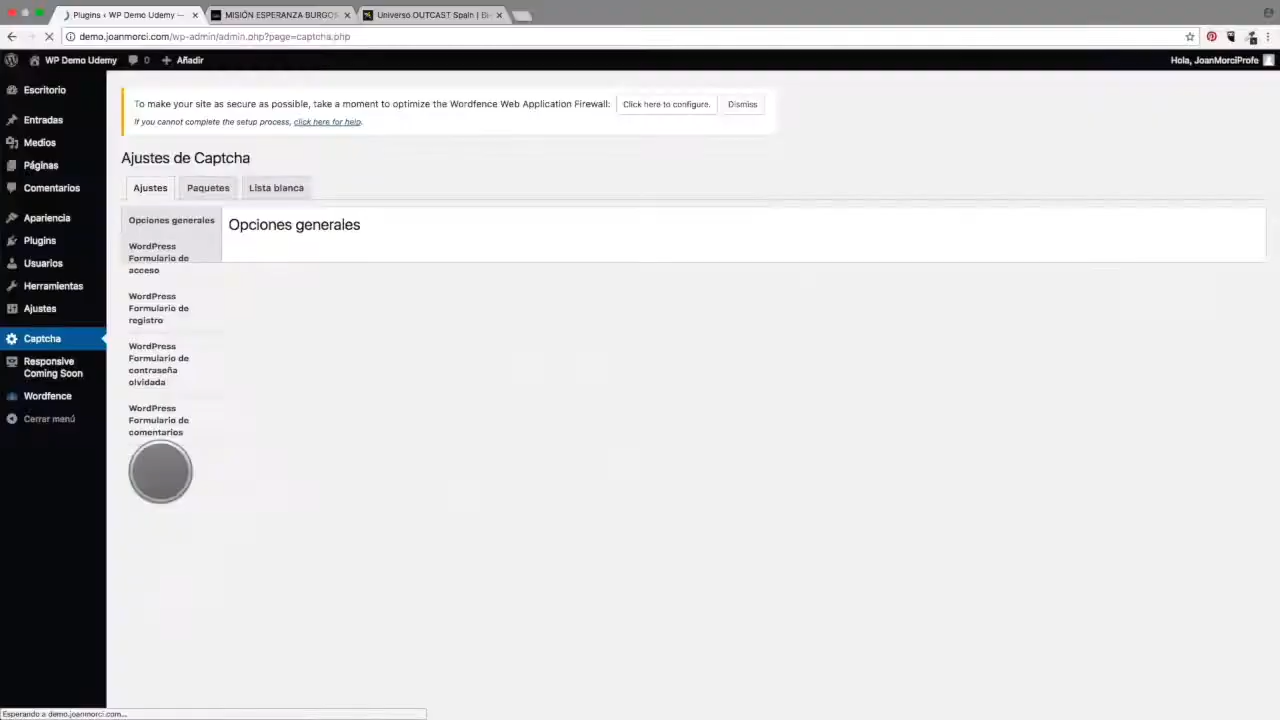 Plugins ‹ WP Demo Udemy —
MISIÓN ESPERANZA BURGOS
Universo OUTCAST Spain |
demo.joanmorci.com/wp-admin/admin.php?page=captcha.php
WP Demo Udemy
0
Añadir
Hola, JoanMorciProfe
Escritorio
Entradas
Medios
Páginas
Comentarios
Apariencia
Plugins
Usuarios
Herramientas
Ajustes
Captcha
Responsive
Coming Soon
Wordfence
Cerrar menú
To make your site as secure as possible, take a moment to optimize the Wordfence Web Application Firewall:
Click here to configure.
Dismiss
If you cannot complete the setup process, click here for help.
Ajustes de Captcha
Ajustes
Paquetes
Lista blanca
Opciones generales
WordPress
Formulario de
acceso
WordPress
Formulario de
registro
WordPress
Formulario de
contraseña
olvidada
WordPress
Formulario de
comentarios
Opciones generales
Esperando a demo.joanmorci.com...